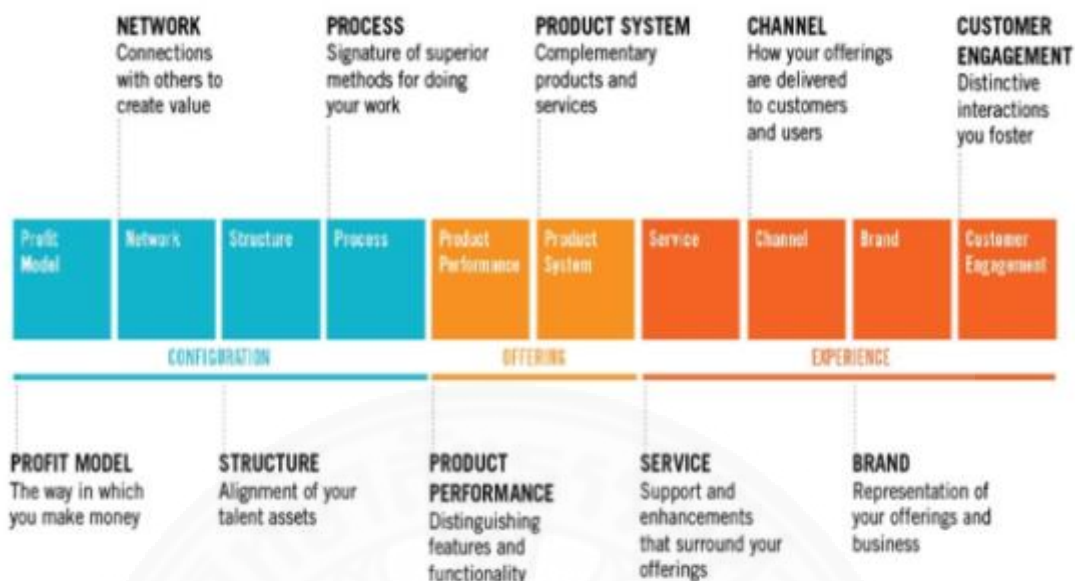 NETWORK
Connections
with others to
create value
PROCESS
Signature of superior
methods for doing
your work
PRODUCT SYSTEM
Complementary
products and
services
CHANNEL
How your offerings
are delivered
to customers
and users
CUSTOMER
ENGAGEMENT
Distinctive
interactions
you foster
Profit
Model
Network
Structure
Process
Product
Performance
Product
System
Service
Channel
Brand
Customer
Engagement
CONFIGURATION
OFFERING
EXPERIENCE
PROFIT MODEL
The way in which
you make money
STRUCTURE
Alignment of your
talent assets
PRODUCT
PERFORMANCE
Distinguishing
features and
functionality
SERVICE
Support and
enhancements
that surround your
offerings
BRAND
Representation of
your offerings and
business